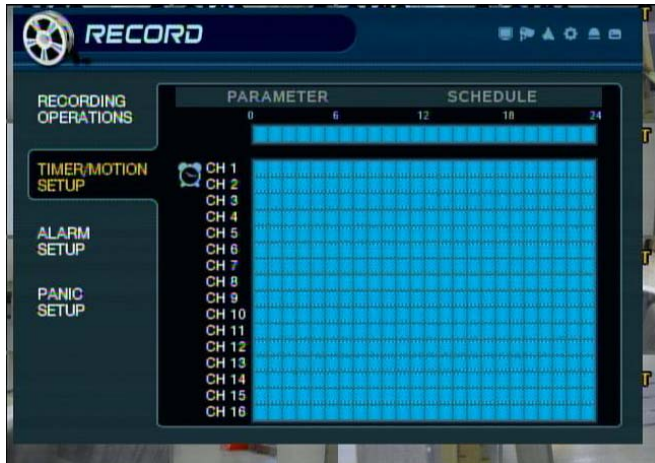 RECORD
T
RECORDING
OPERATIONS
PARAMETER SCHEDULE
0 6 12 18 24
T
TIMER/MOTION
SETUP
CH 1
CH 2
CH 3
CH 4
ALARM
SETUP
CH 5
CH 6
T
CH 7
CH 8
PANIC
SETUP
CH 9
CH 10
CH 11
CH 12
CH 13
CH 14
T
CH 15
CH 16